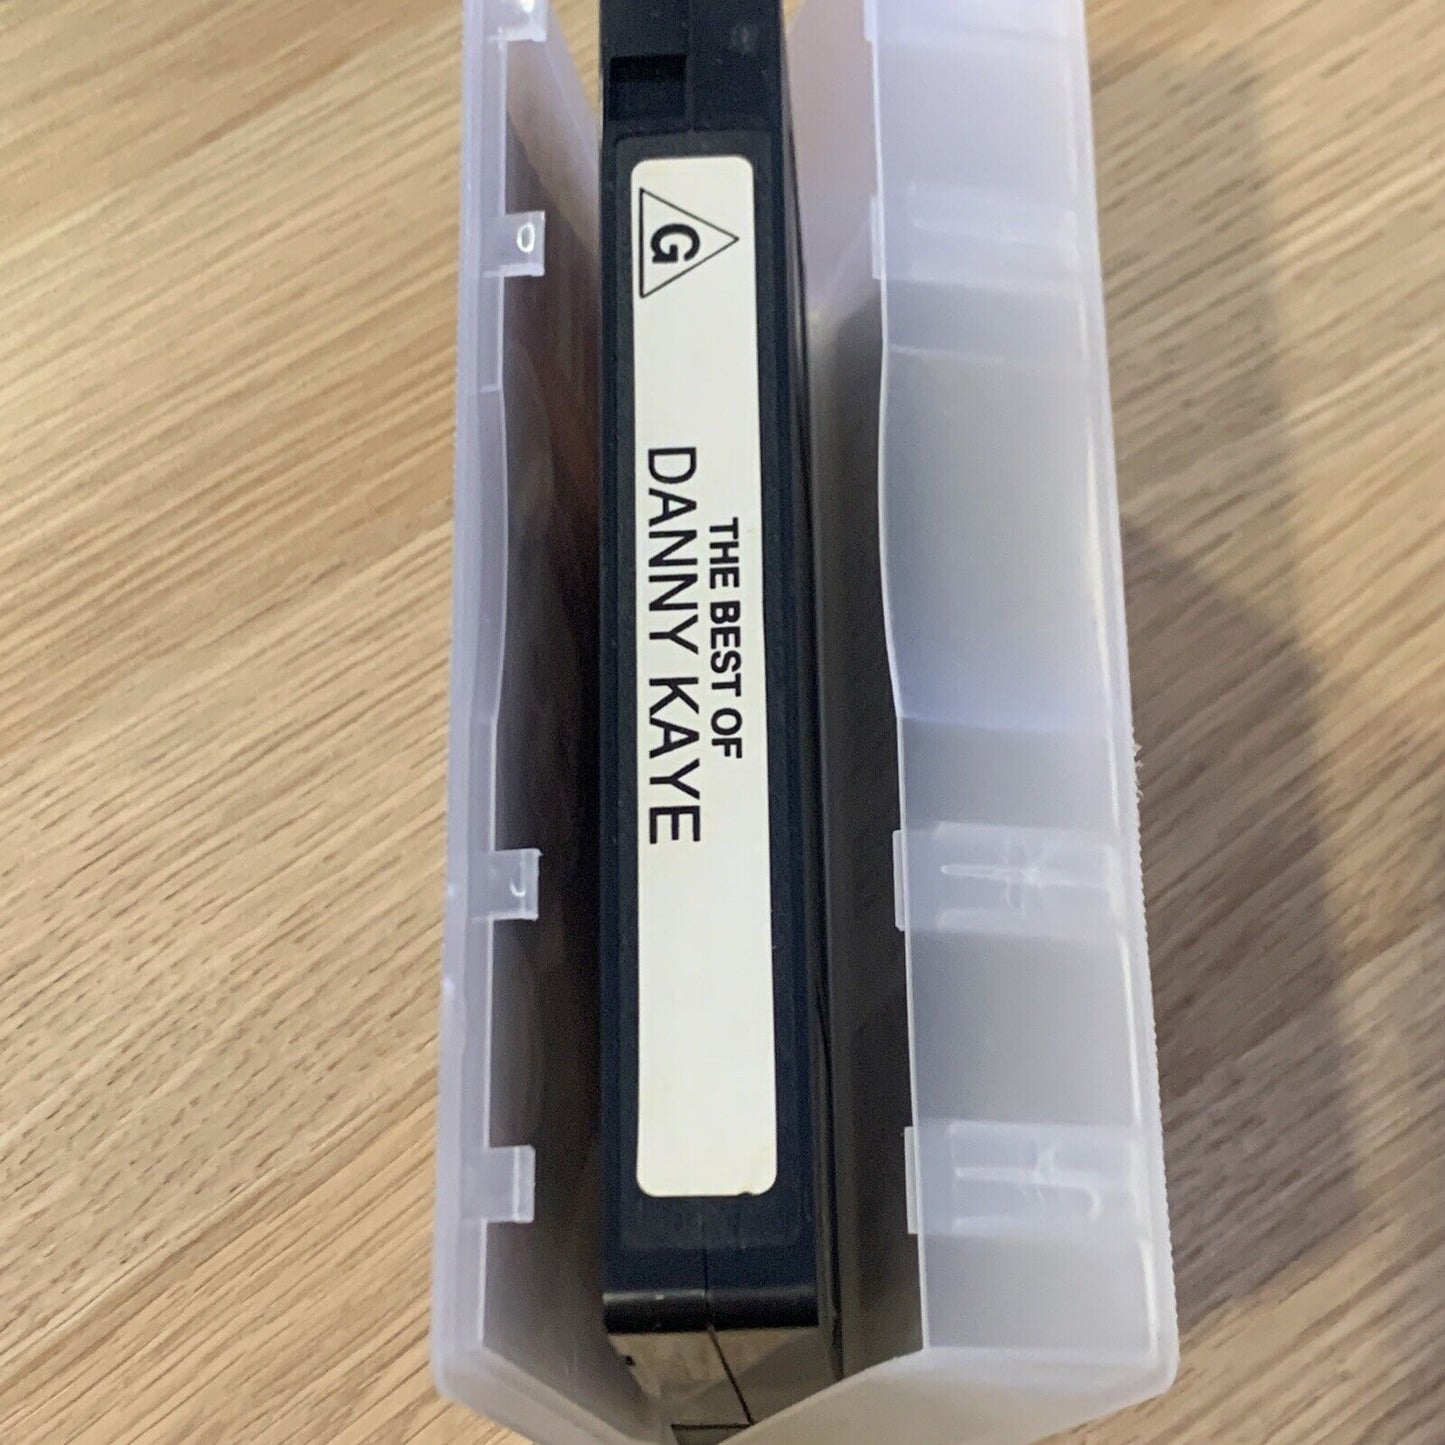 G
THE BEST OF
DANNY KAYE